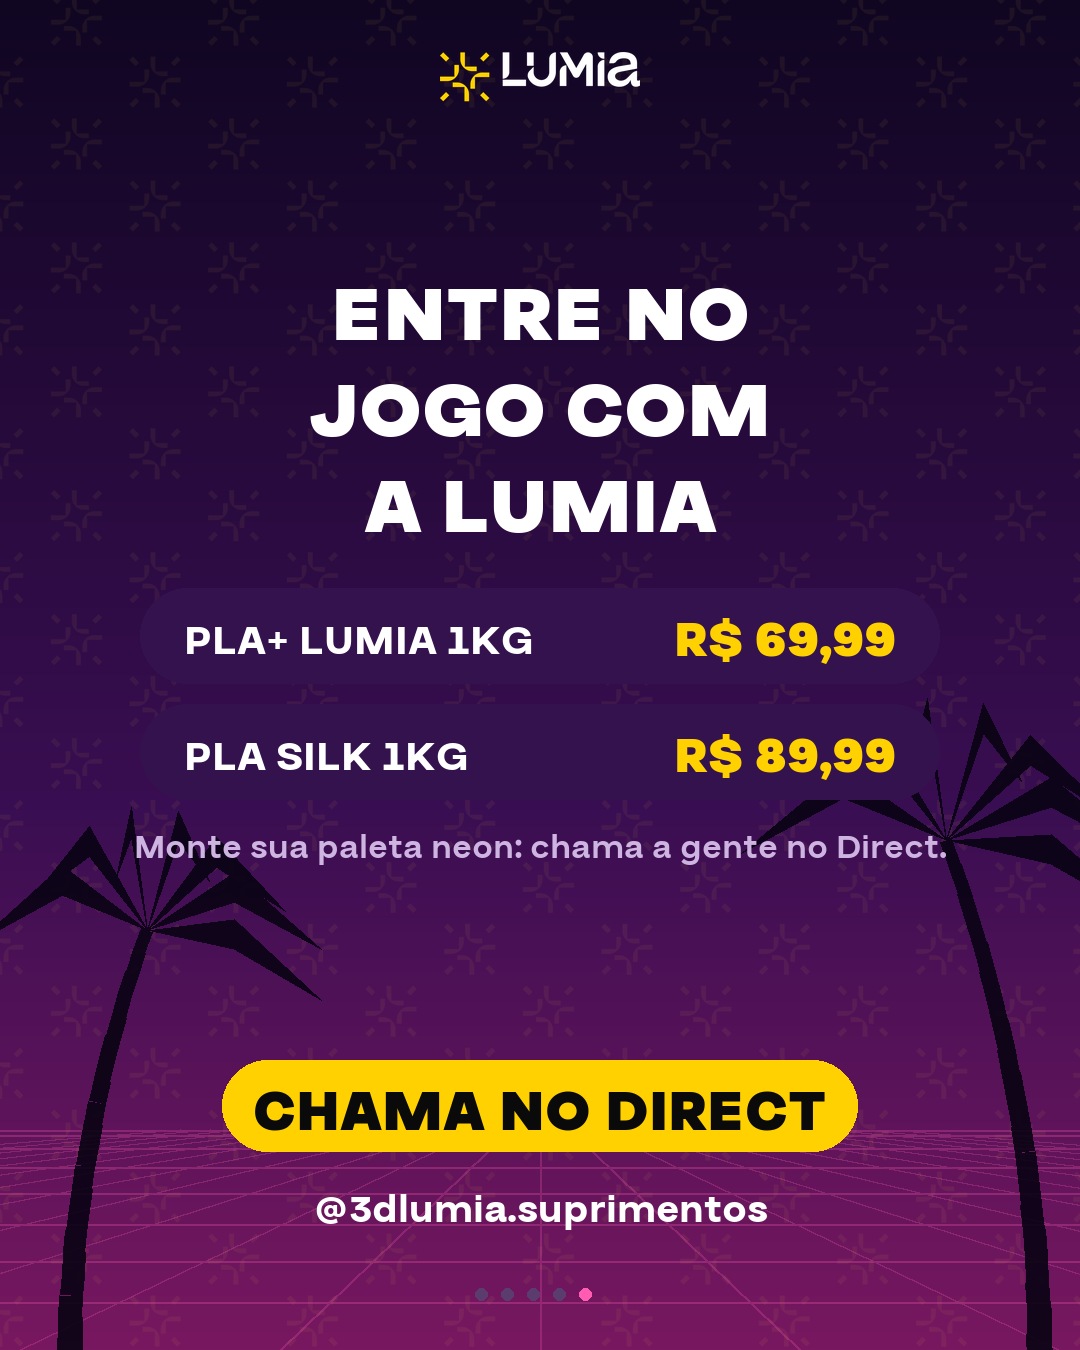 LUMia
ENTRE NO
JOGO COM
A LUMIA
PLA+ LUMIA 1KG R$ 69,99
PLA SILK 1KG R$ 89,99
Monte sua paleta neon: chama a gente no Direct.
CHAMA NO DIRECT
@3dlumia.suprimentos